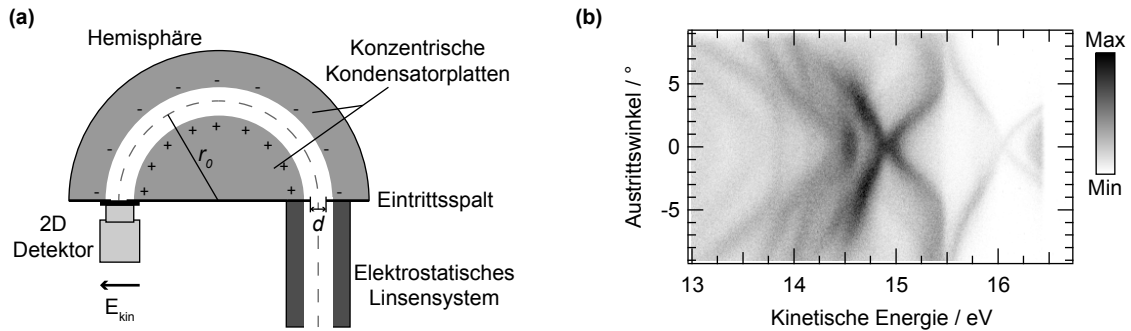 (a)
Hemisphäre
Konzentrische
Kondensatorplatten
- - - - - - - - -
+ + + + + + + + +
r0
Eintrittsspalt
d
2D
Detektor
Ekin
Elektrostatisches
Linsensystem
(b)
Austrittswinkel / °
5
0
-5
13 14 15 16
Kinetische Energie / eV
Max
Min